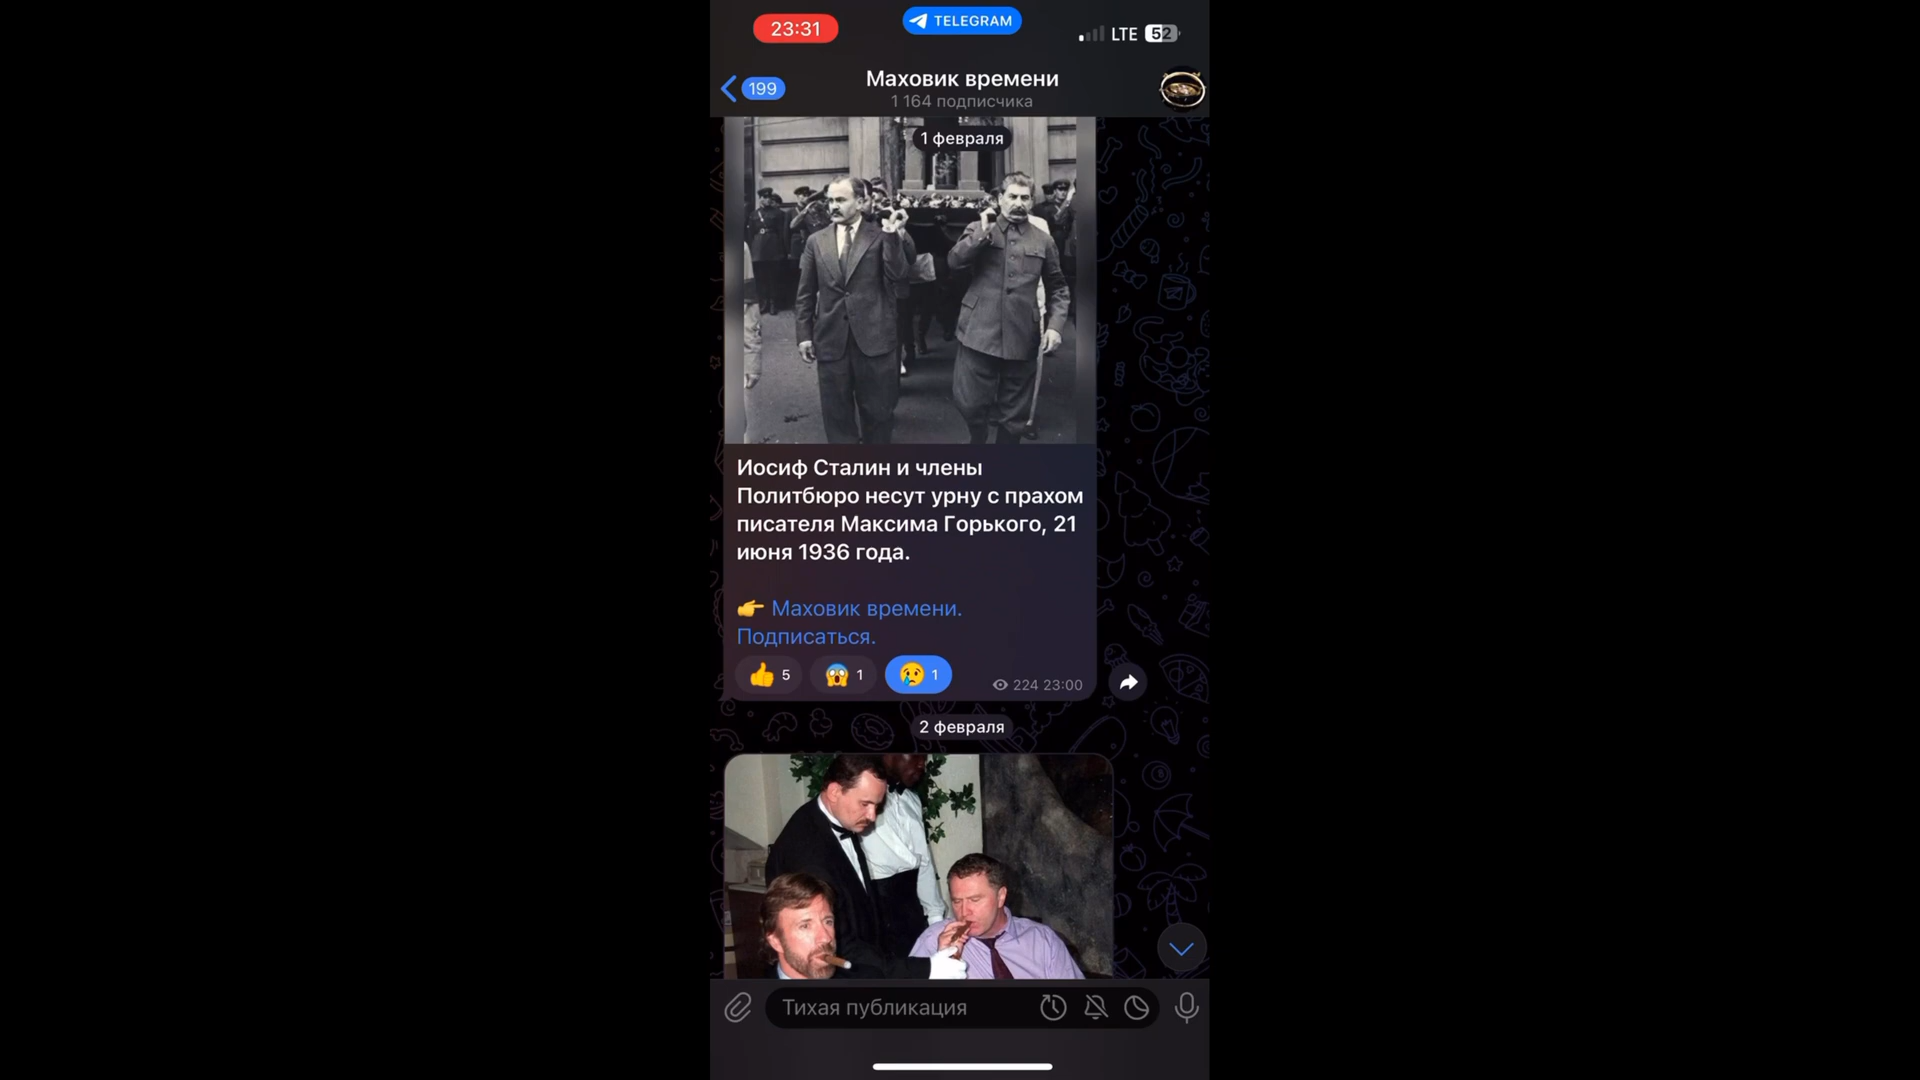 23:31
TELEGRAM
LTE 52
199
Маховик времени
1 164 подписчика
1 февраля
Иосиф Сталин и члены
Политбюро несут урну с прахом
писателя Максима Горького, 21
июня 1936 года.
👉 Маховик времени.
Подписаться.
👍 5 😱 1 😢 1
224 23:00
2 февраля
Тихая публикация